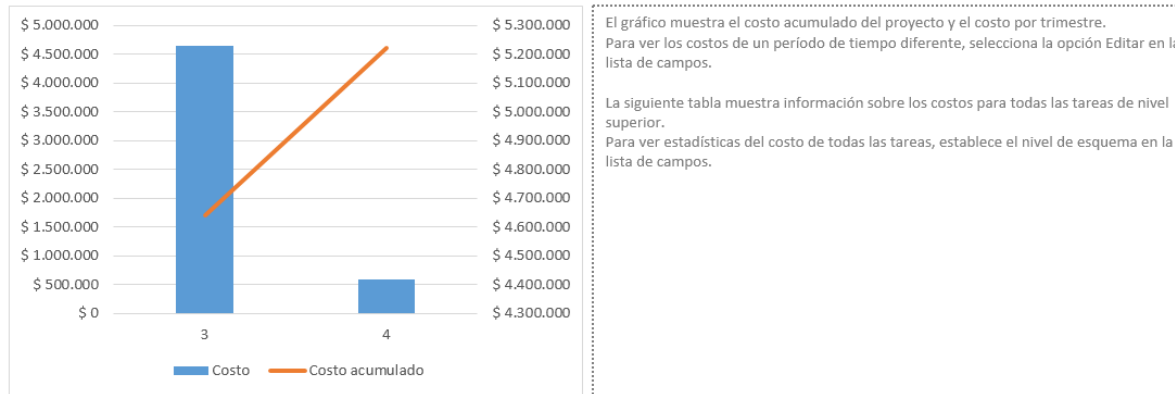 $ 5.000.000
$ 4.500.000
$ 4.000.000
$ 3.500.000
$ 3.000.000
$ 2.500.000
$ 2.000.000
$ 1.500.000
$ 1.000.000
$ 500.000
$ 0
$ 5.300.000
$ 5.200.000
$ 5.100.000
$ 5.000.000
$ 4.900.000
$ 4.800.000
$ 4.700.000
$ 4.600.000
$ 4.500.000
$ 4.400.000
$ 4.300.000
3 4
Costo Costo acumulado
El gráfico muestra el costo acumulado del proyecto y el costo por trimestre.
Para ver los costos de un período de tiempo diferente, selecciona la opción Editar en
lista de campos.
La siguiente tabla muestra información sobre los costos para todas las tareas de nivel
superior.
Para ver estadísticas del costo de todas las tareas, establece el nivel de esquema en la
lista de campos.